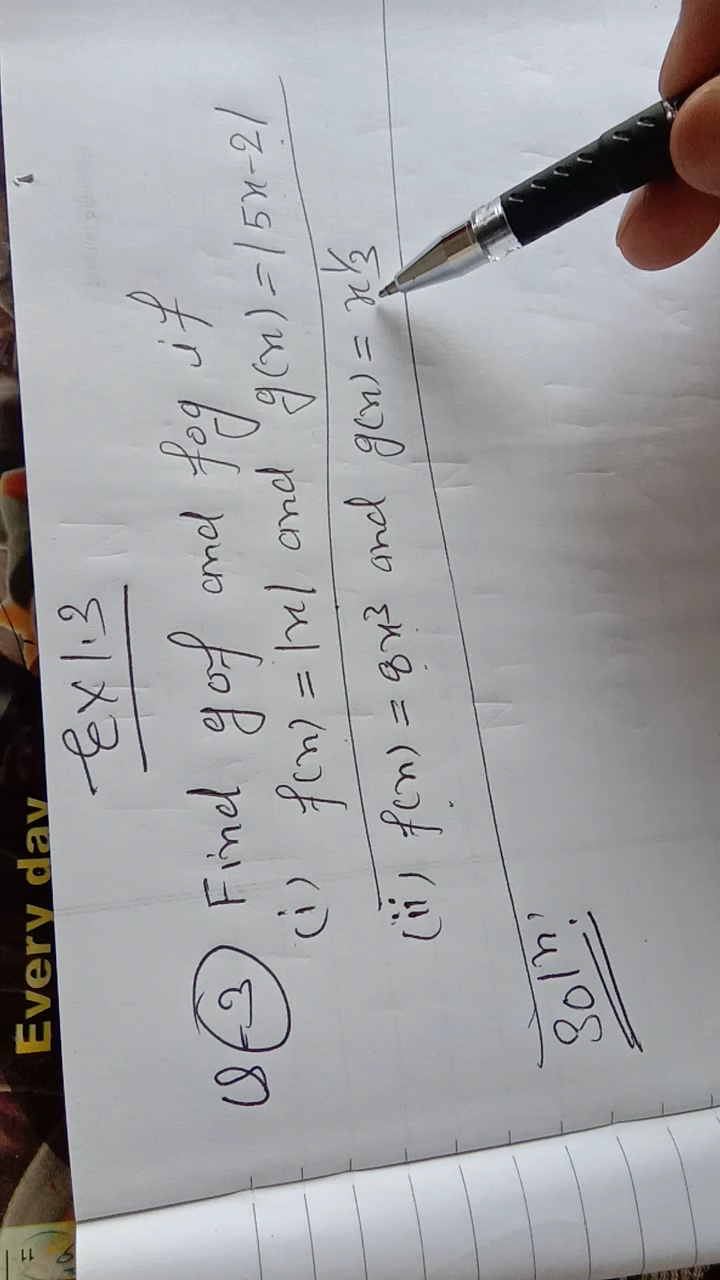 Every day
Ex 1.3
Q-3 Find gof and fog if
(i) f(x) = |x| and g(x) = |5x-2|
(ii) f(x) = 8x³ and g(x) = x^1/3
Soln: